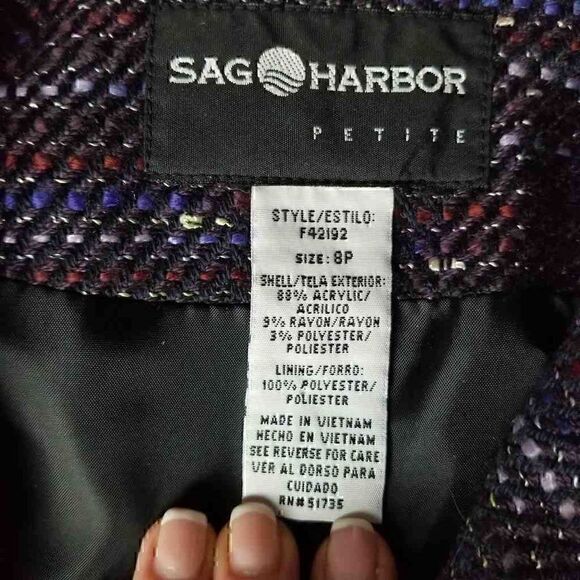 SAG HARBOR
PETITE
STYLE/ESTILO:
F42192
SIZE: 8P
SHELL/TELA EXTERIOR:
88% ACRYLIC/
ACRILICO
9% RAYON/RAYON
3% POLYESTER/
POLIESTER
LINING/FORRO:
100% POLYESTER/
POLIESTER
MADE IN VIETNAM
HECHO EN VIETNAM
SEE REVERSE FOR CARE
VER AL DORSO PARA
CUIDADO
RN#51735